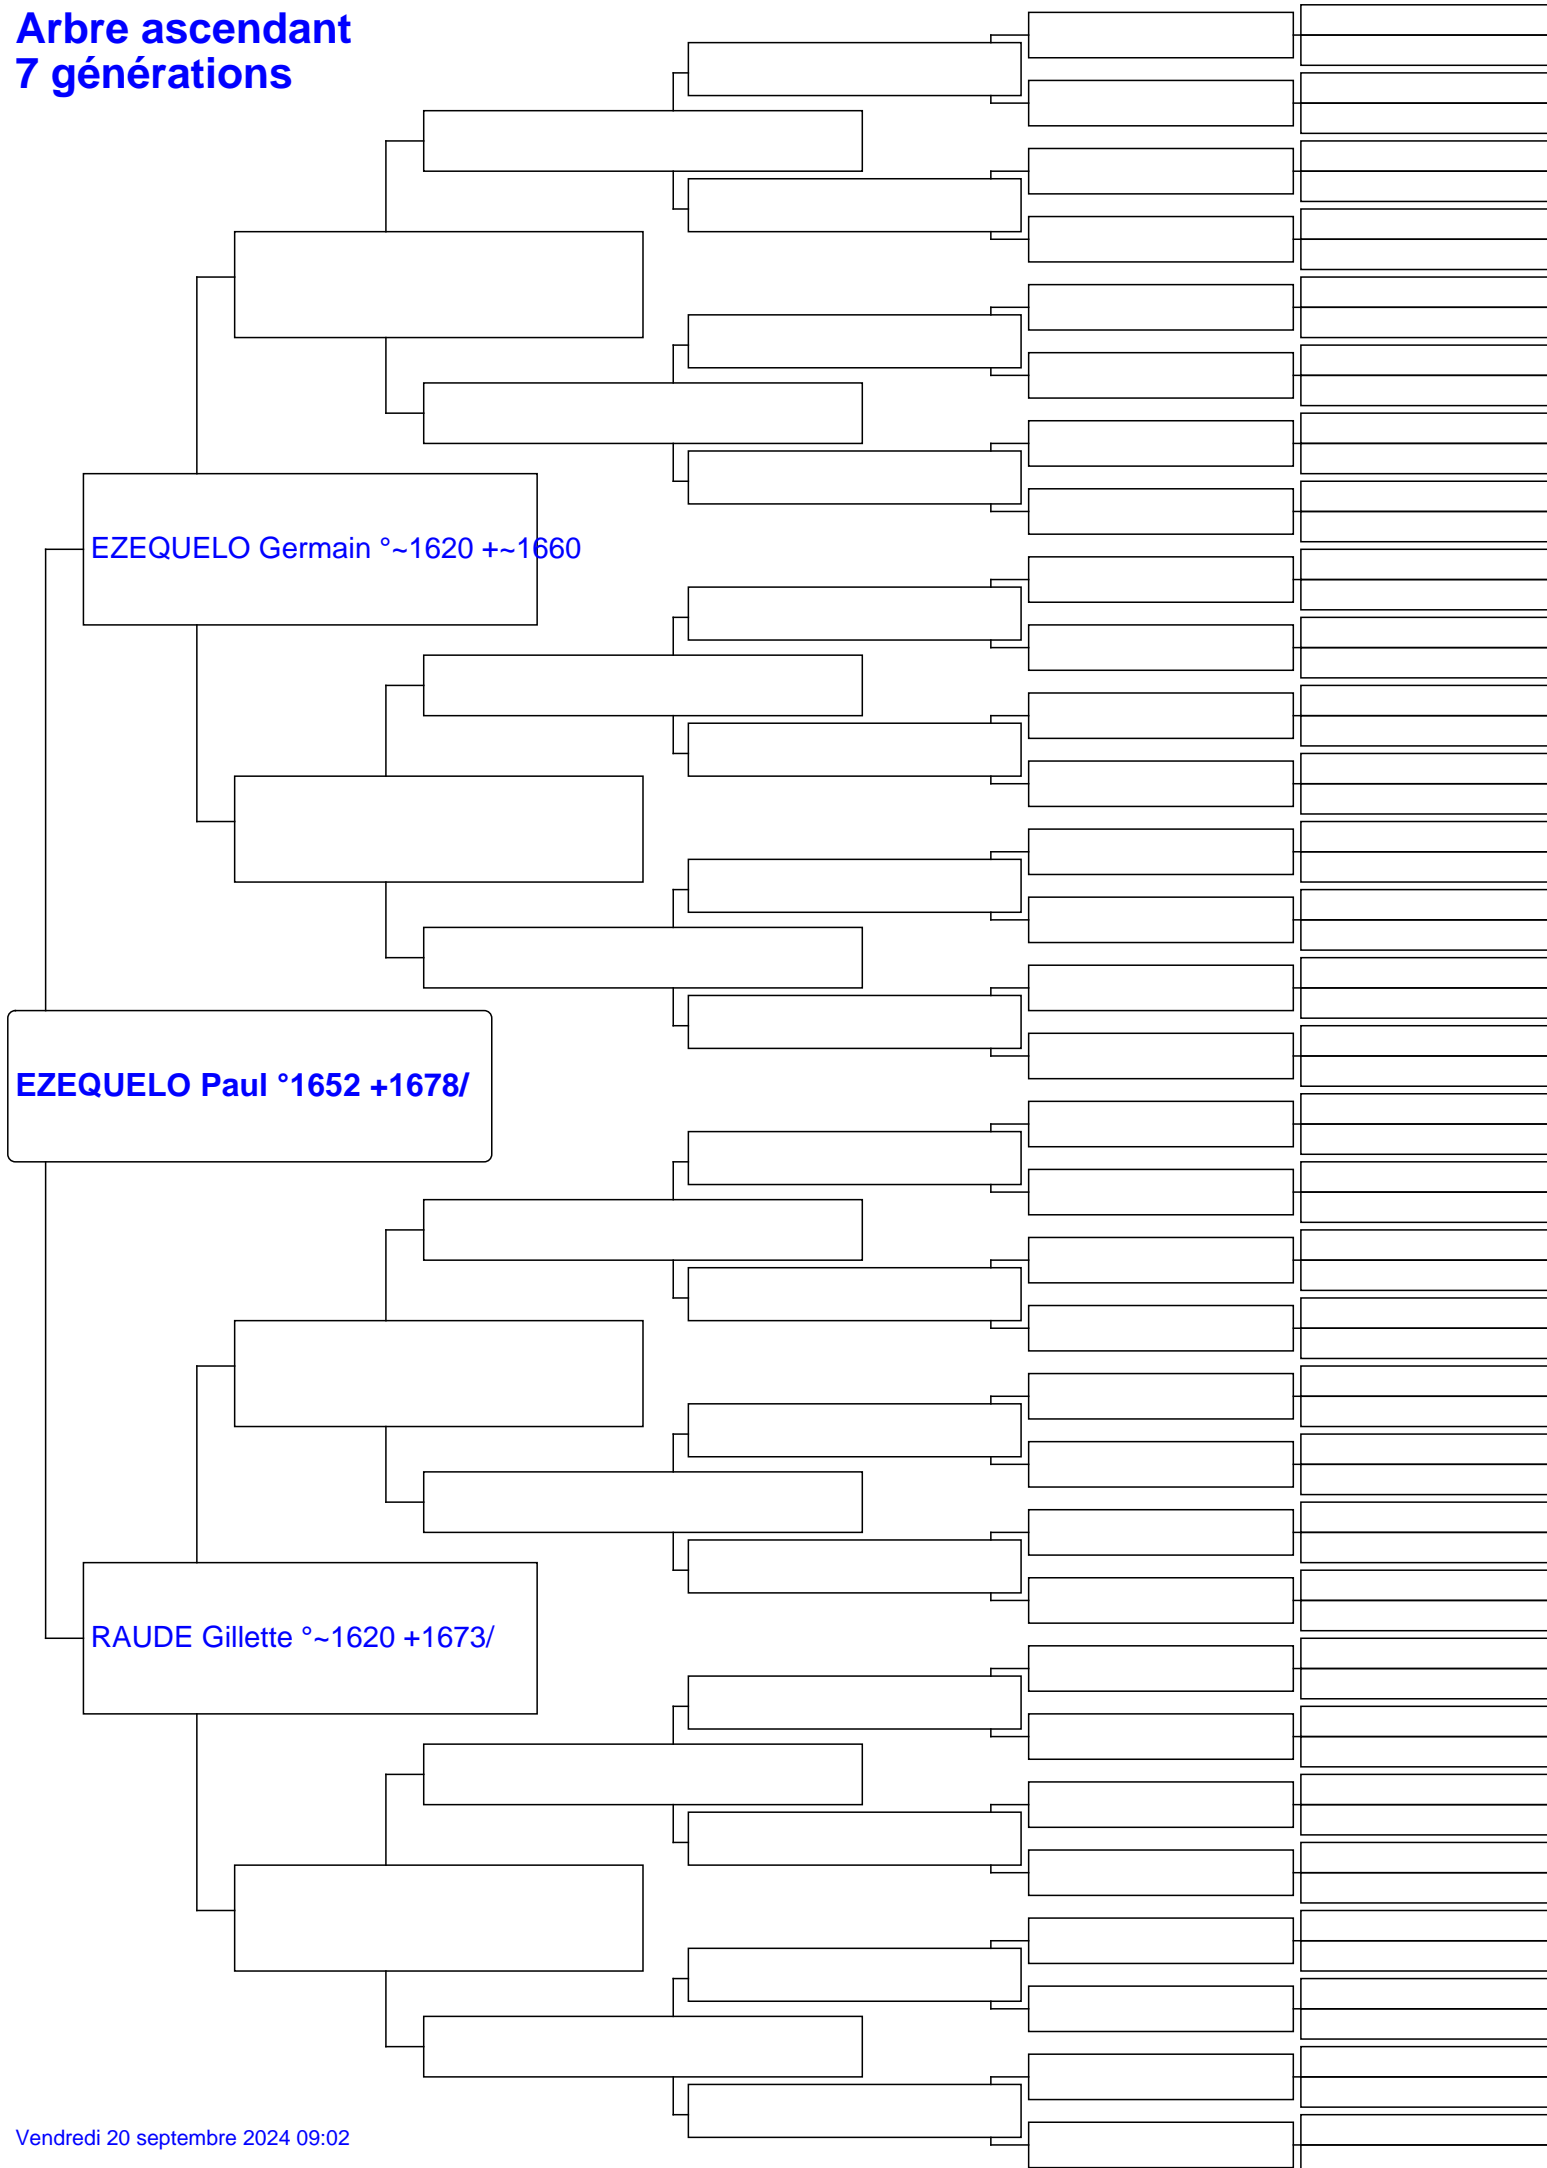 Arbre ascendant
7 générations
EZEQUELO Germain °~1620 +~1660
EZEQUELO Paul °1652 +1678/
RAUDE Gillette °~1620 +1673/
Vendredi 20 septembre 2024 09:02